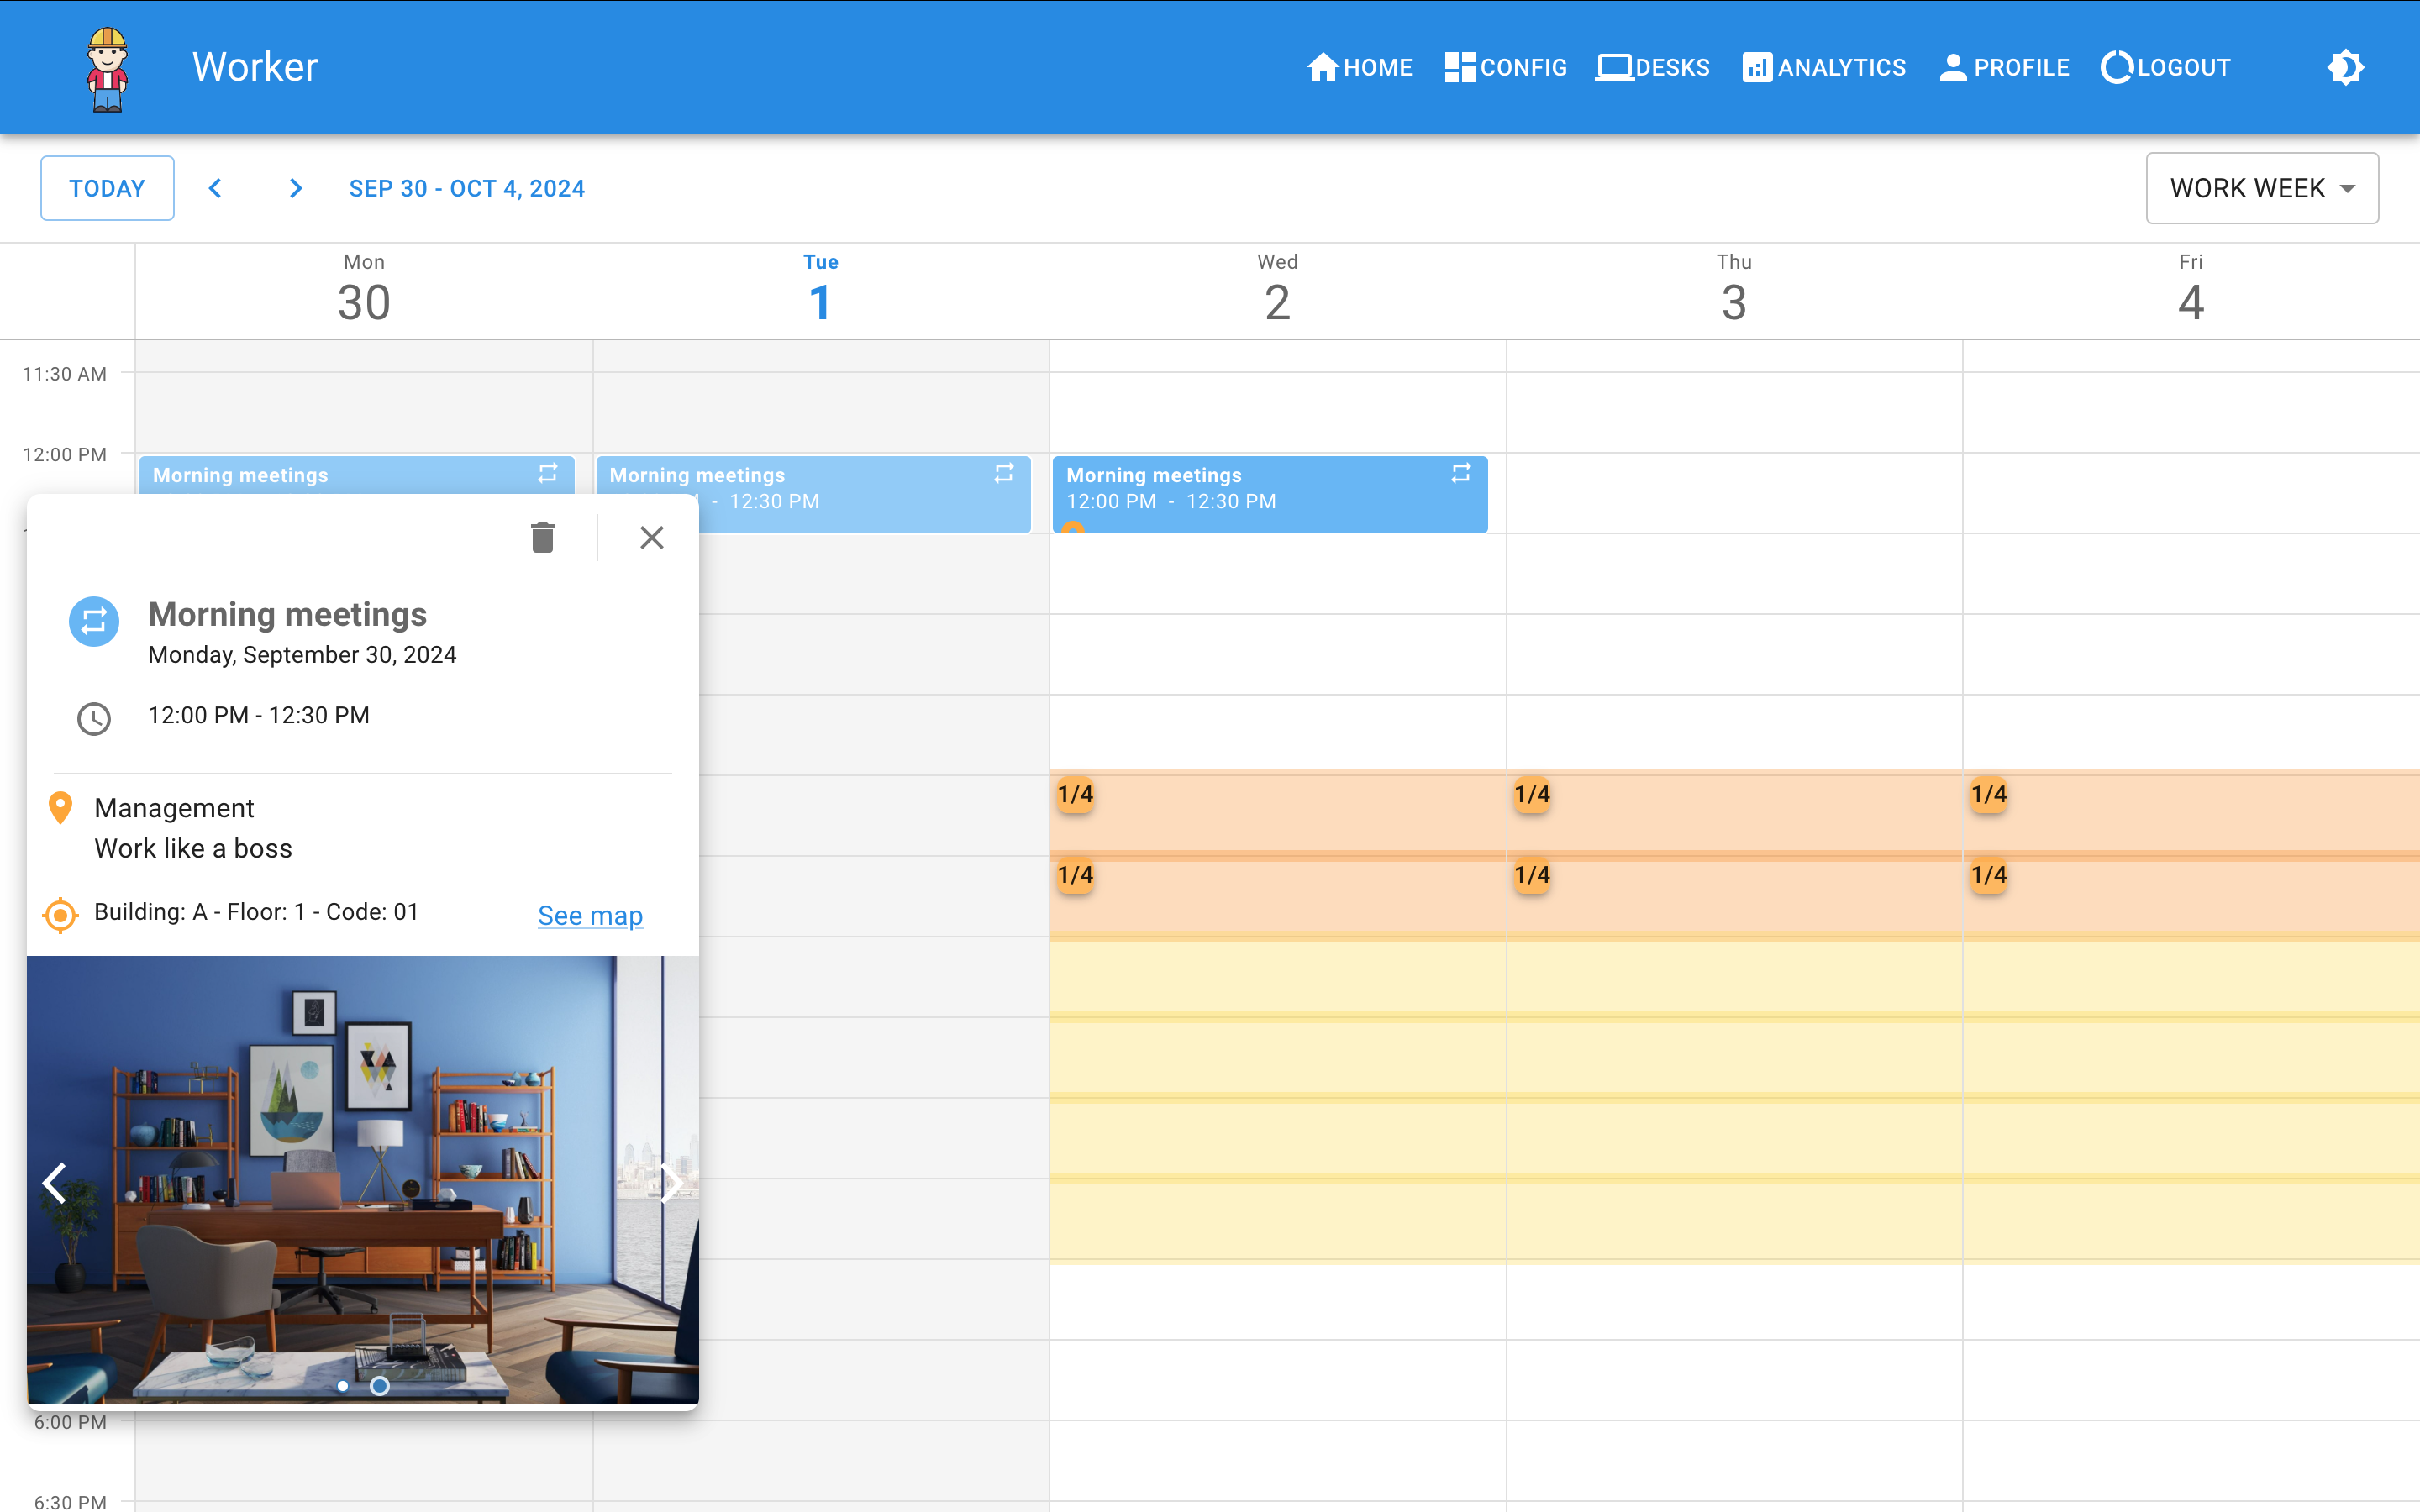 Worker
HOME CONFIG DESKS ANALYTICS PROFILE LOGOUT
TODAY SEP 30 - OCT 4, 2024 WORK WEEK
Mon Tue Wed Thu Fri
30 1 2 3 4
11:30 AM
12:00 PM
Morning meetings Morning meetings Morning meetings
- 12:30 PM 12:00 PM - 12:30 PM
Morning meetings
Monday, September 30, 2024
12:00 PM - 12:30 PM
Management
Work like a boss
Building: A - Floor: 1 - Code: 01 See map
1/4 1/4 1/4
1/4 1/4 1/4
6:00 PM
6:30 PM